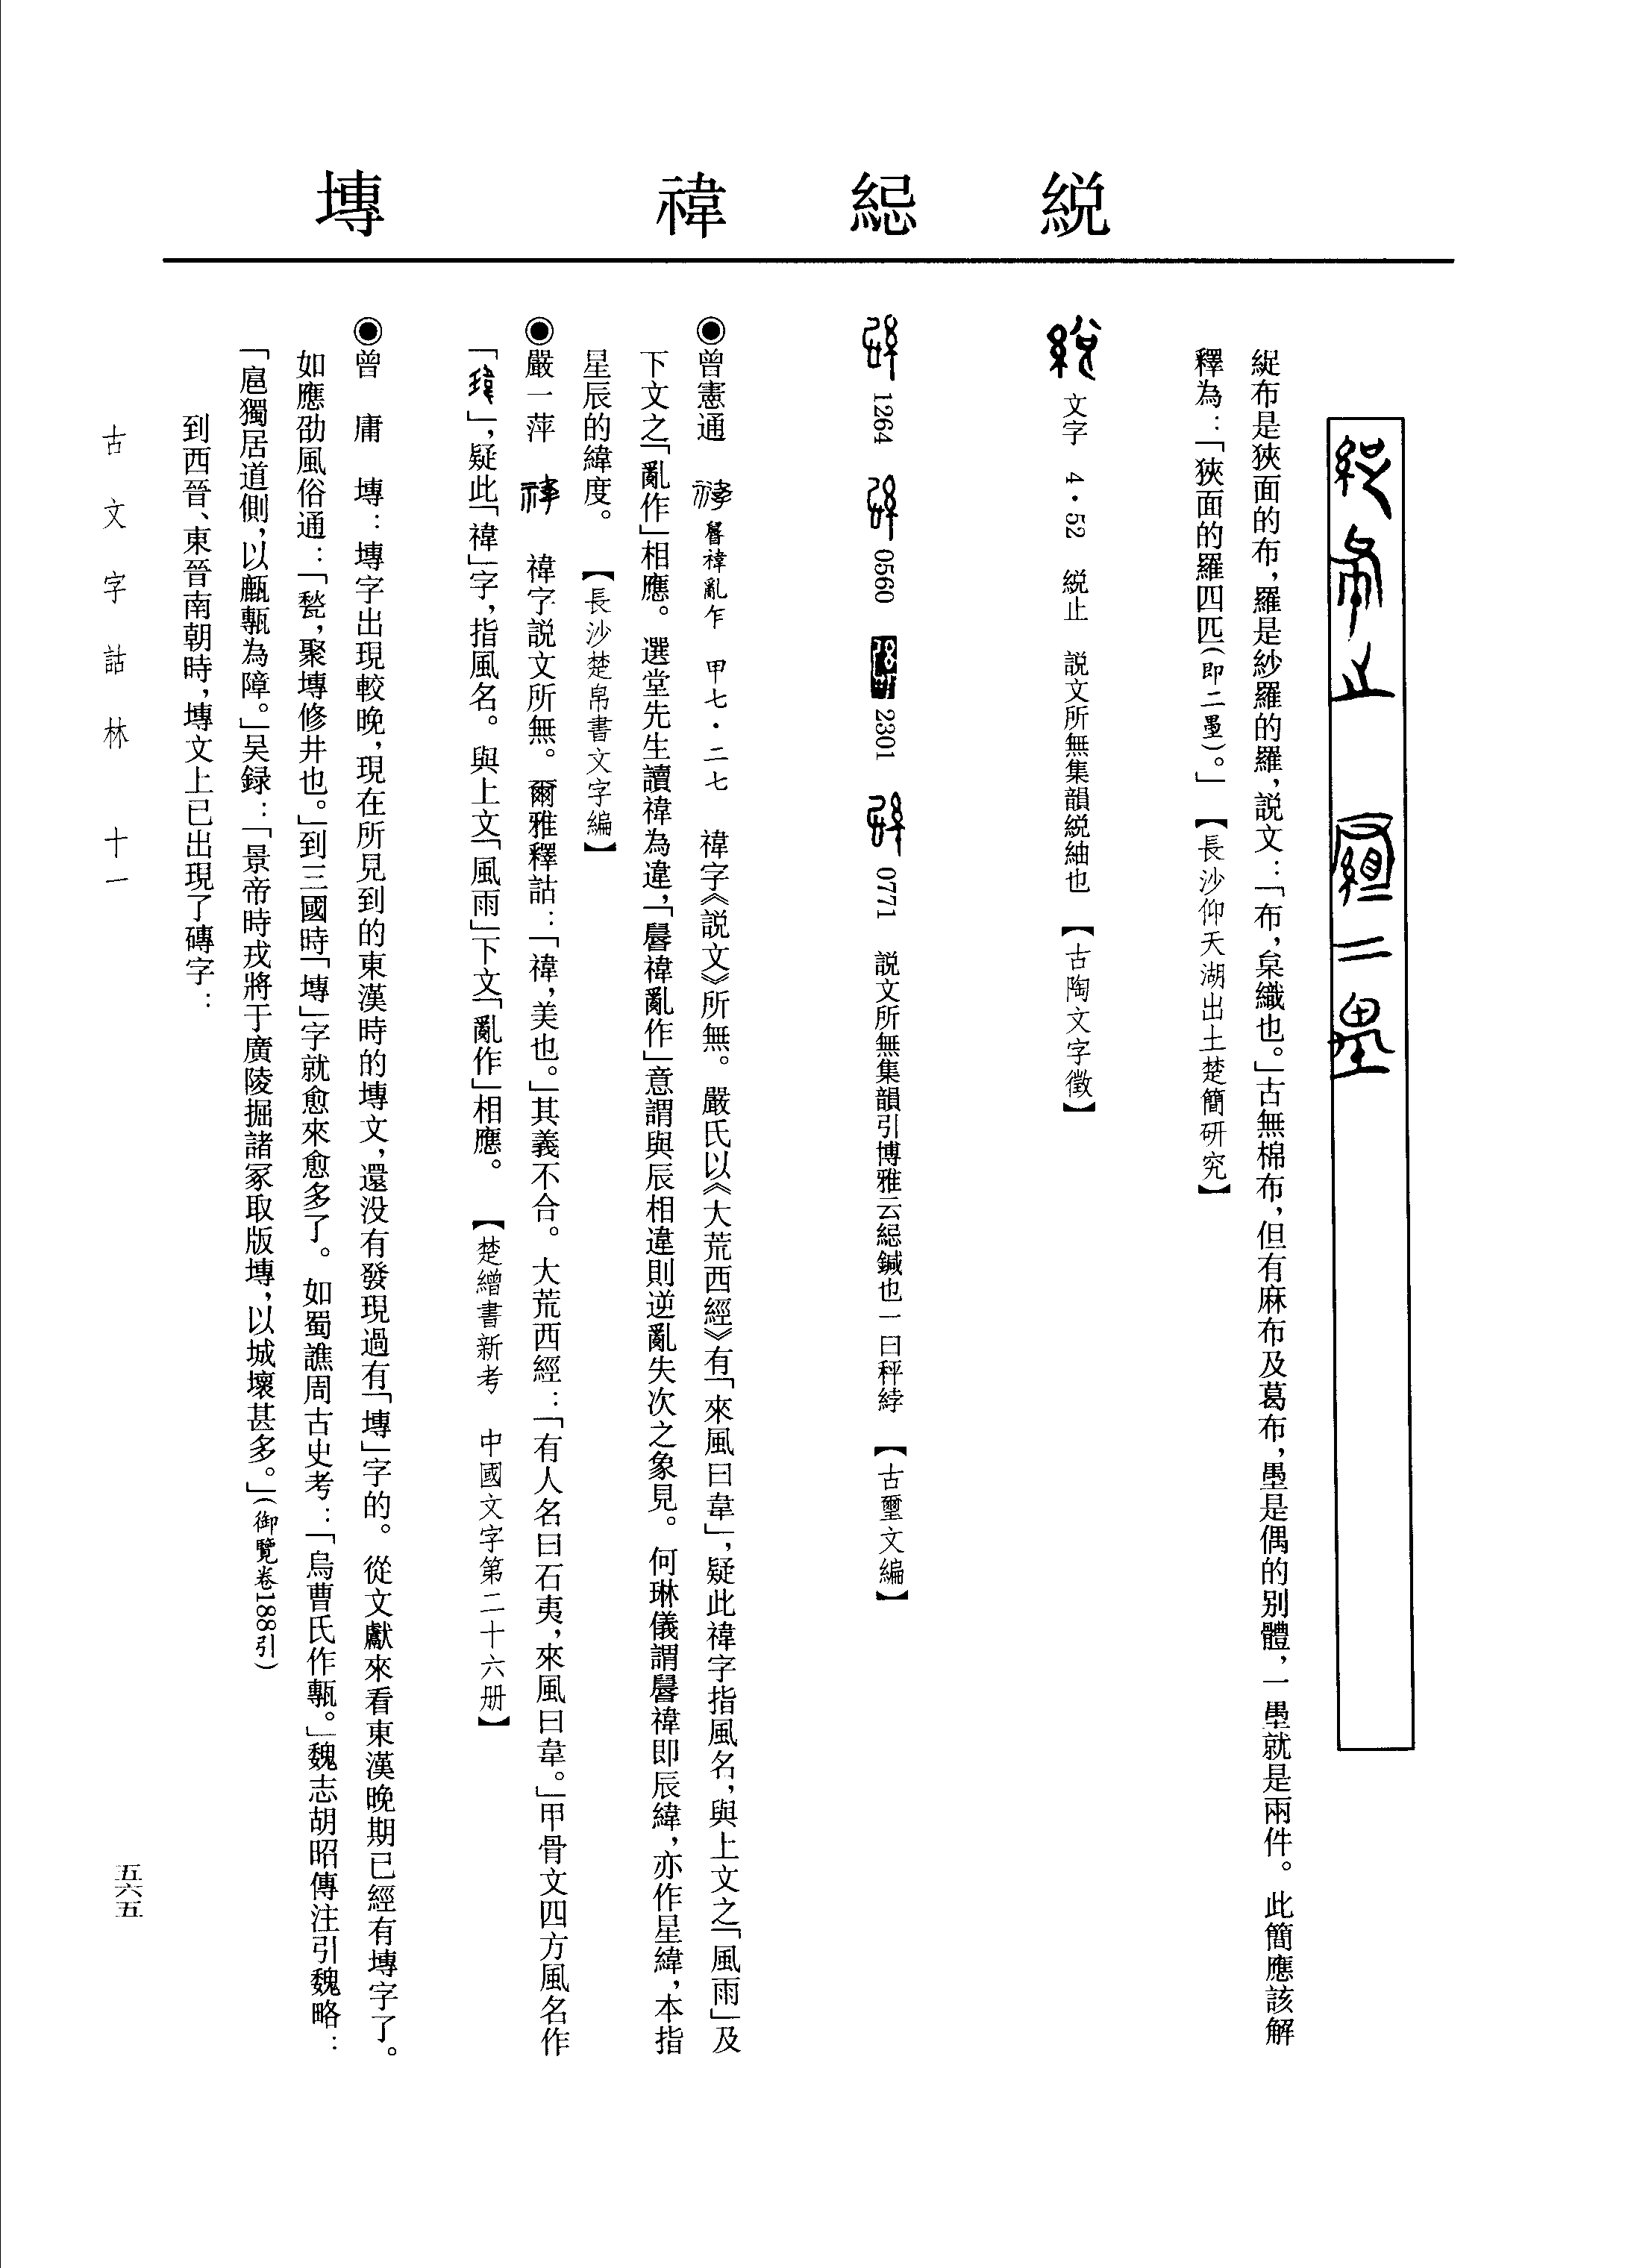 綐 緦 禕 塼
綻布是狹面的布，羅是紗羅的羅，説文：「布，枲織也。」古無棉布，但有麻布及葛布，堣是偶的别體，一堣就是兩件。此簡應該解
釋為：「狹面的羅四匹（即二堣）。」【長沙仰天湖出土楚簡研究】
文字 4·52 綐止 説文所無集韻綐紬也 【古陶文字徵】
1264 0560 2301 0771 説文所無集韻引博雅云緦鍼也一曰秤綍 【古璽文編】
◉曾憲通 禕亂乍 甲七·二七 禕字《説文》所無。嚴氏以《大荒西經》有「來風曰韋」，疑此禕字指風名，與上文之「風雨」及
下文之「亂作」相應。選堂先生讀禕為違，「晷禕亂作」意謂與辰相違則逆亂失次之象見。何琳儀謂晷禕即辰緯，亦作星緯，本指
星辰的緯度。【長沙楚帛書文字編】
◉嚴一萍 禕字説文所無。爾雅釋詁：「禕，美也。」其義不合。大荒西經：「有人名曰石夷，來風曰韋。」甲骨文四方風名作
「」，疑此「禕」字，指風名。與上文「風雨」下文「亂作」相應。【楚繒書新考 中國文字第二十六册】
◉曾 庸 塼：塼字出現較晚，現在所見到的東漢時的塼文，還没有發現過有「塼」字的。從文獻來看東漢晚期已經有塼字了。
如應劭風俗通：「甃，聚塼修井也。」到三國時「塼」字就愈來愈多了。如蜀譙周古史考：「烏曹氏作甎。」魏志胡昭傳注引魏略：
「扈獨居道側，以㼾甎為障。」吴録：「景帝時戎將于廣陵掘諸冢取版塼，以城壞甚多。」（御覽卷188引）
到西晉、東晉南朝時，塼文上已出現了磚字：
古文字詁林 十一
五六五